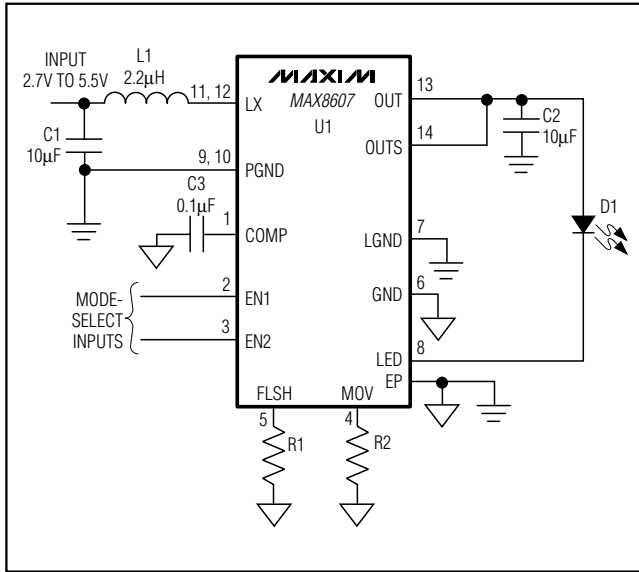 INPUT
2.7V TO 5.5V
L1
2.2µH
11, 12
LX
MAXIM
MAX8607
U1
13
OUT
14
OUTS
C1
10µF
C2
10µF
9, 10
PGND
C3
0.1µF
1
COMP
7
LGND
D1
6
GND
MODE-
SELECT
INPUTS
2
EN1
3
EN2
8
LED
EP
FLSH
MOV
5
4
R1
R2